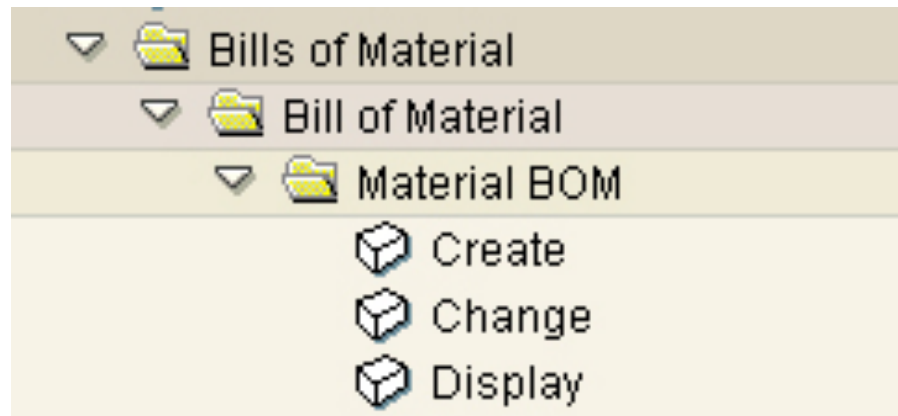 Bills of Material
Bill of Material
Material BOM
Create
Change
Display